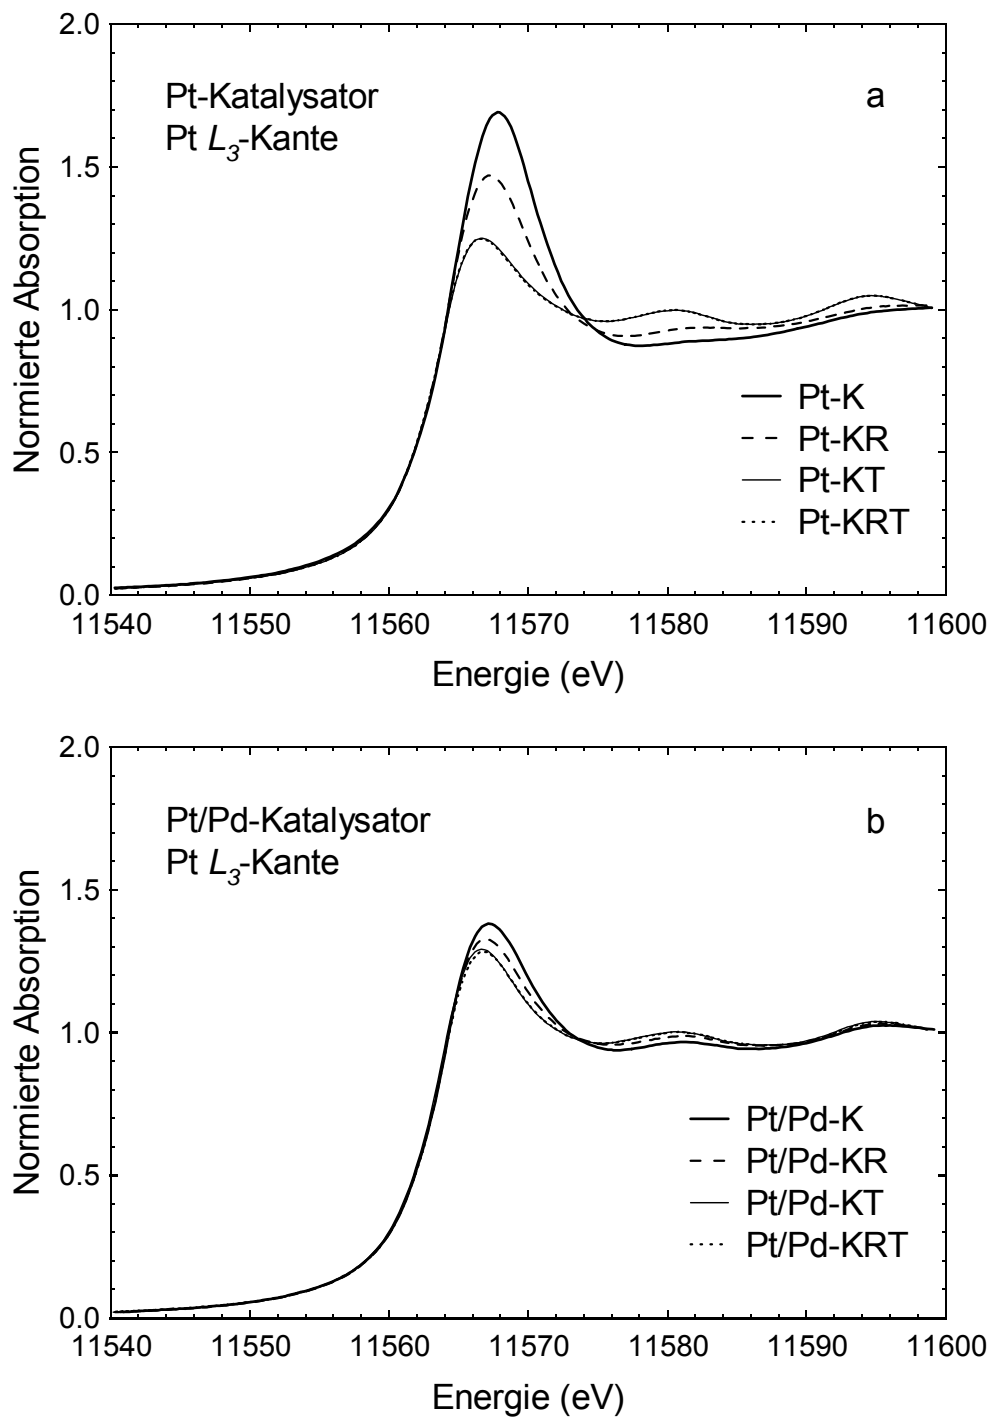 2.0
Pt-Katalysator
a
Pt L3-Kante
1.5
Normierte Absorption
1.0
Pt-K
Pt-KR
0.5
Pt-KT
Pt-KRT
0.0
11540 11550 11560 11570 11580 11590 11600
Energie (eV)
2.0
Pt/Pd-Katalysator
b
Pt L3-Kante
1.5
Normierte Absorption
1.0
Pt/Pd-K
Pt/Pd-KR
0.5
Pt/Pd-KT
Pt/Pd-KRT
0.0
11540 11550 11560 11570 11580 11590 11600
Energie (eV)